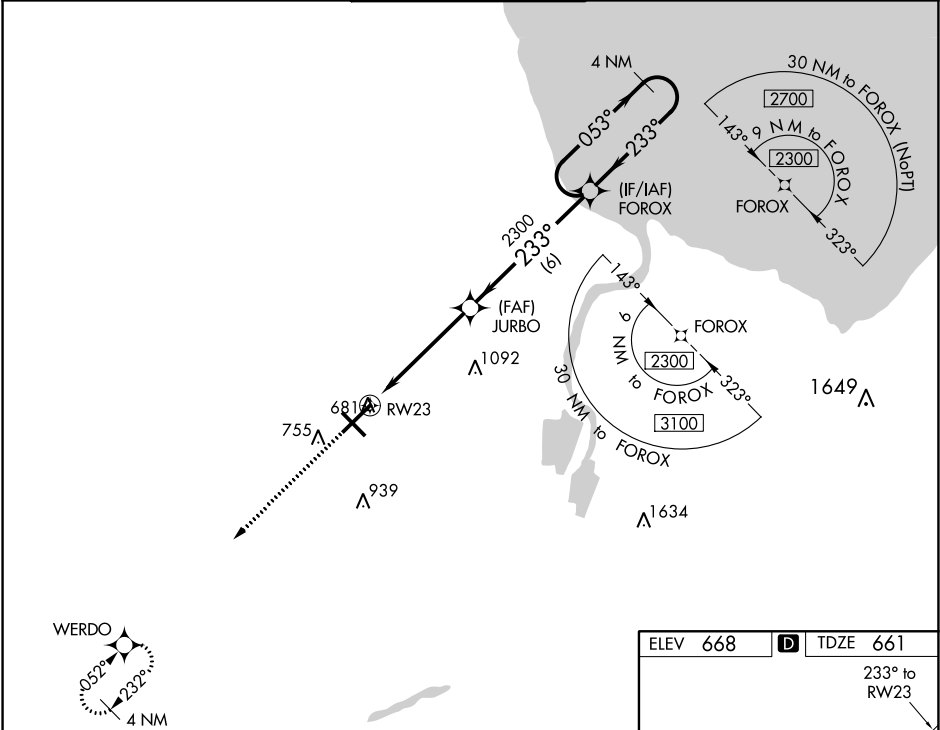 4 NM
053°
233°
(IF/IAF)
FOROX
30 NM to FOROX (NoPT)
2700
143°
9 NM to FOROX
2300
FOROX
323°
2300
233°
(6)
(FAF)
JURBO
143°
FOROX
9 NM to FOROX
2300
323°
30 NM to FOROX
3100
1092
1649
681
RW23
755
939
1634
WERDO
052°
232°
4 NM
ELEV 668
D
TDZE 661
233° to
RW23